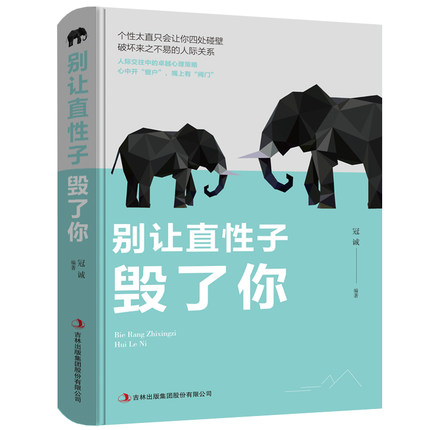 个性太直只会让你四处碰壁
破坏来之不易的人际关系
人际交往中的卓越心理策略
心中开“窗户”，嘴上有“阀门”
冠诚
编著
别让直性子
毁了你
Bie Rang Zhixingzi
Hui Le Ni
吉林出版集团股份有限公司
别让直性子
毁了你
冠诚
编著
吉林出版集团股份有限公司